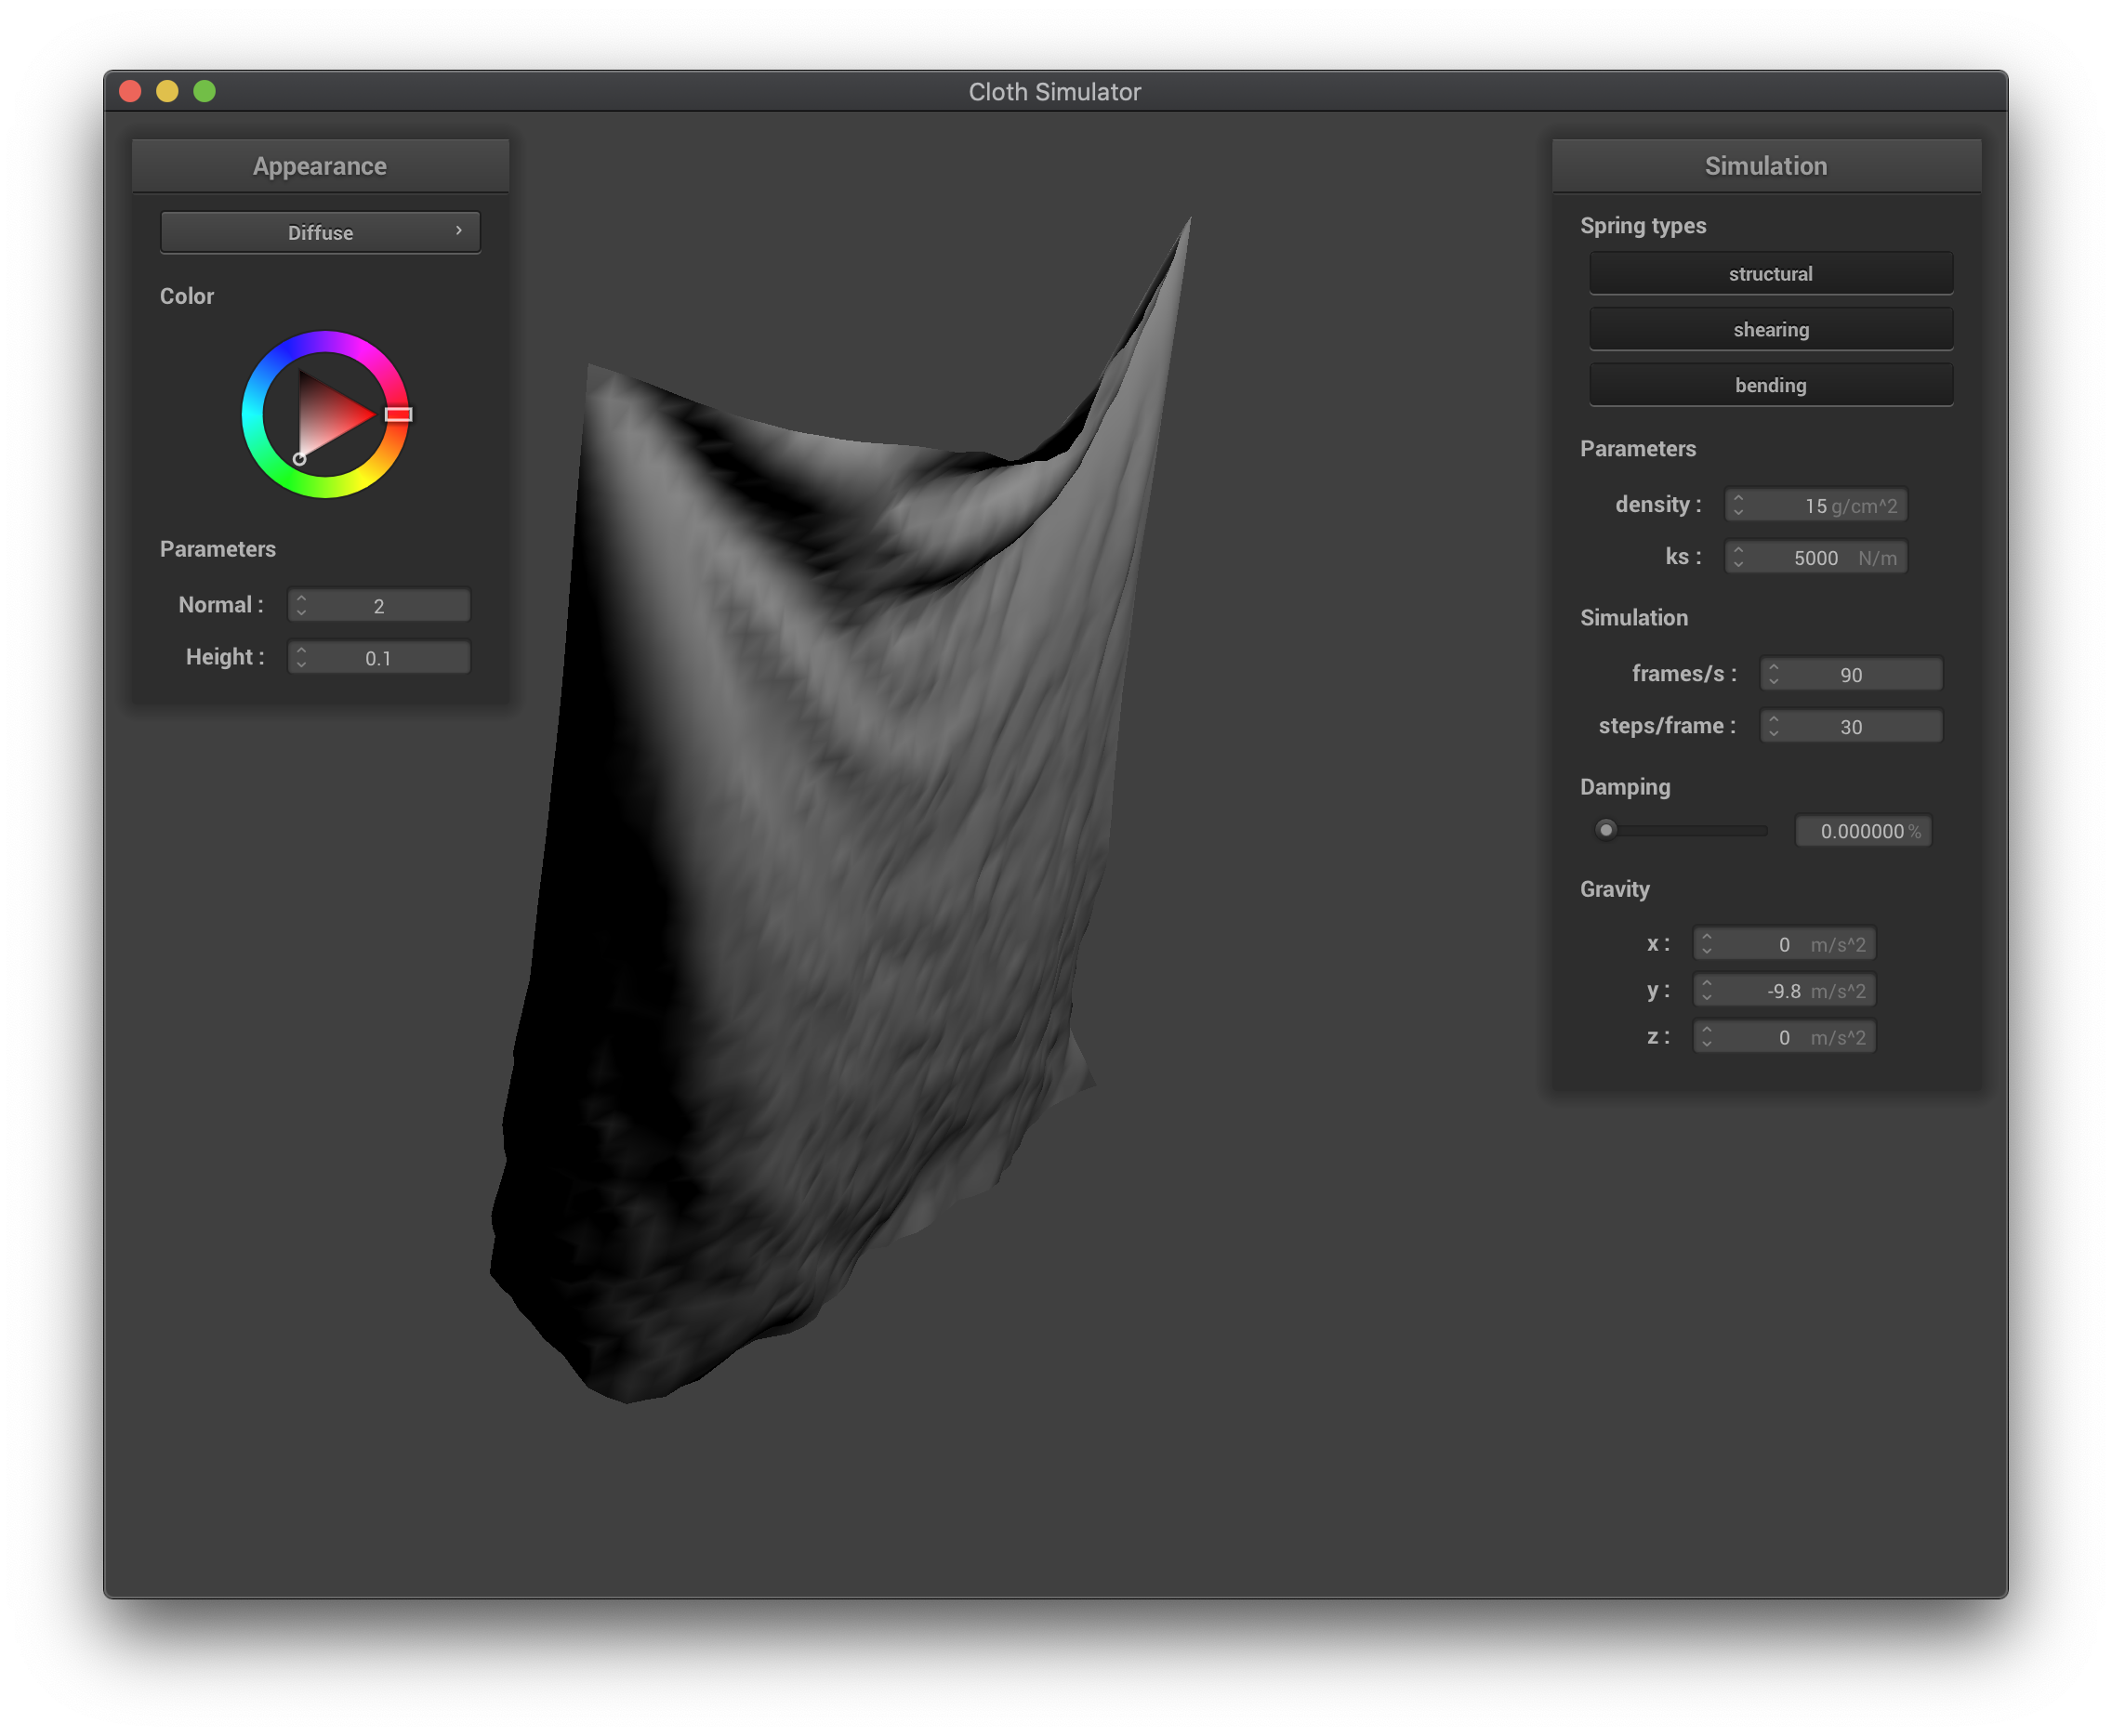 Cloth Simulator
Appearance
Diffuse
Color
Parameters
Normal : 2
Height : 0.1
Simulation
Spring types
structural
shearing
bending
Parameters
density : 15 g/cm^2
ks : 5000 N/m
Simulation
frames/s : 90
steps/frame : 30
Damping
0.000000 %
Gravity
x : 0 m/s^2
y : -9.8 m/s^2
z : 0 m/s^2